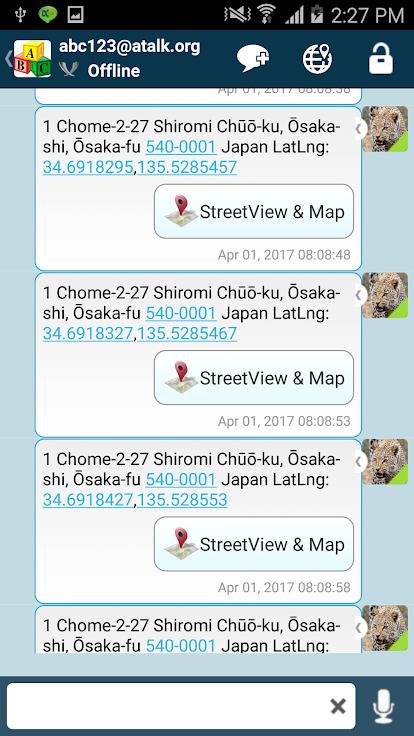 2:27 PM
abc123@atalk.org
Offline
Apr 01, 2017 08:08:38
1 Chome-2-27 Shiromi Chūō-ku, Ōsaka-
shi, Ōsaka-fu 540-0001 Japan LatLng:
34.6918295,135.5285457
StreetView & Map
Apr 01, 2017 08:08:48
1 Chome-2-27 Shiromi Chūō-ku, Ōsaka-
shi, Ōsaka-fu 540-0001 Japan LatLng:
34.6918327,135.5285467
StreetView & Map
Apr 01, 2017 08:08:53
1 Chome-2-27 Shiromi Chūō-ku, Ōsaka-
shi, Ōsaka-fu 540-0001 Japan LatLng:
34.6918427,135.528553
StreetView & Map
Apr 01, 2017 08:08:58
1 Chome-2-27 Shiromi Chūō-ku, Ōsaka-
shi, Ōsaka-fu 540-0001 Japan LatLng: